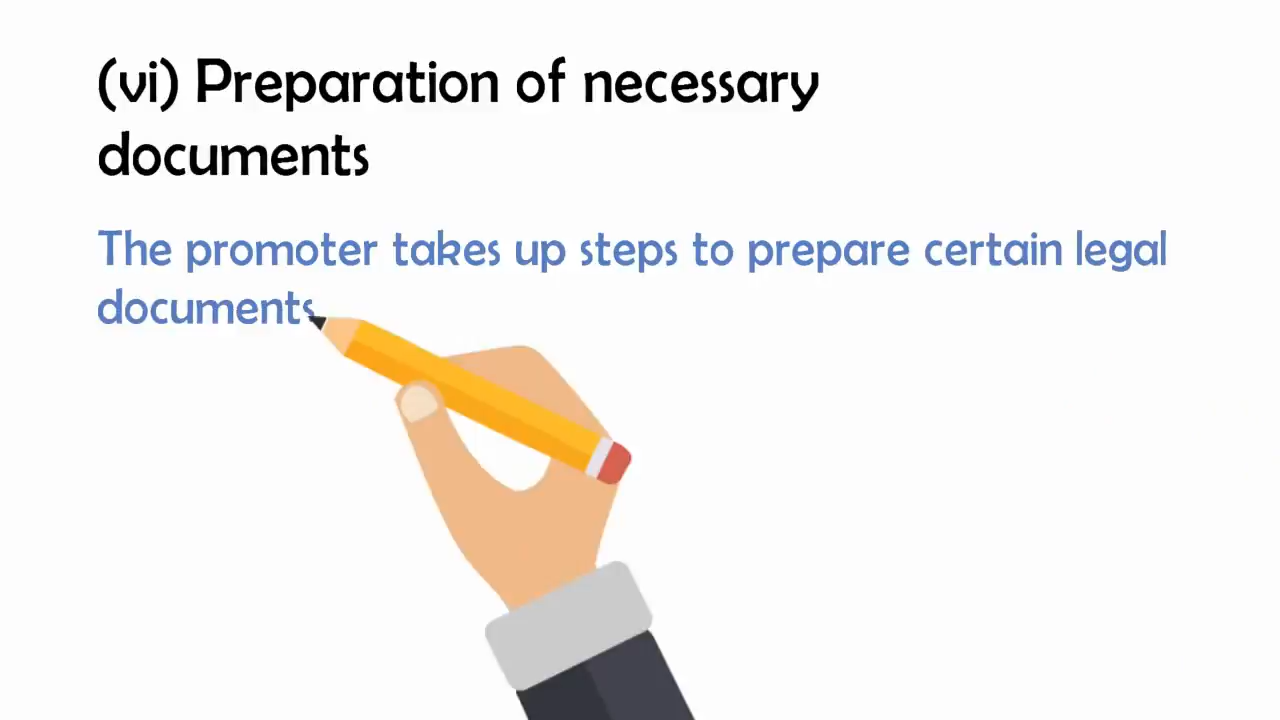 (vi) Preparation of necessary
documents
The promoter takes up steps to prepare certain legal
documents